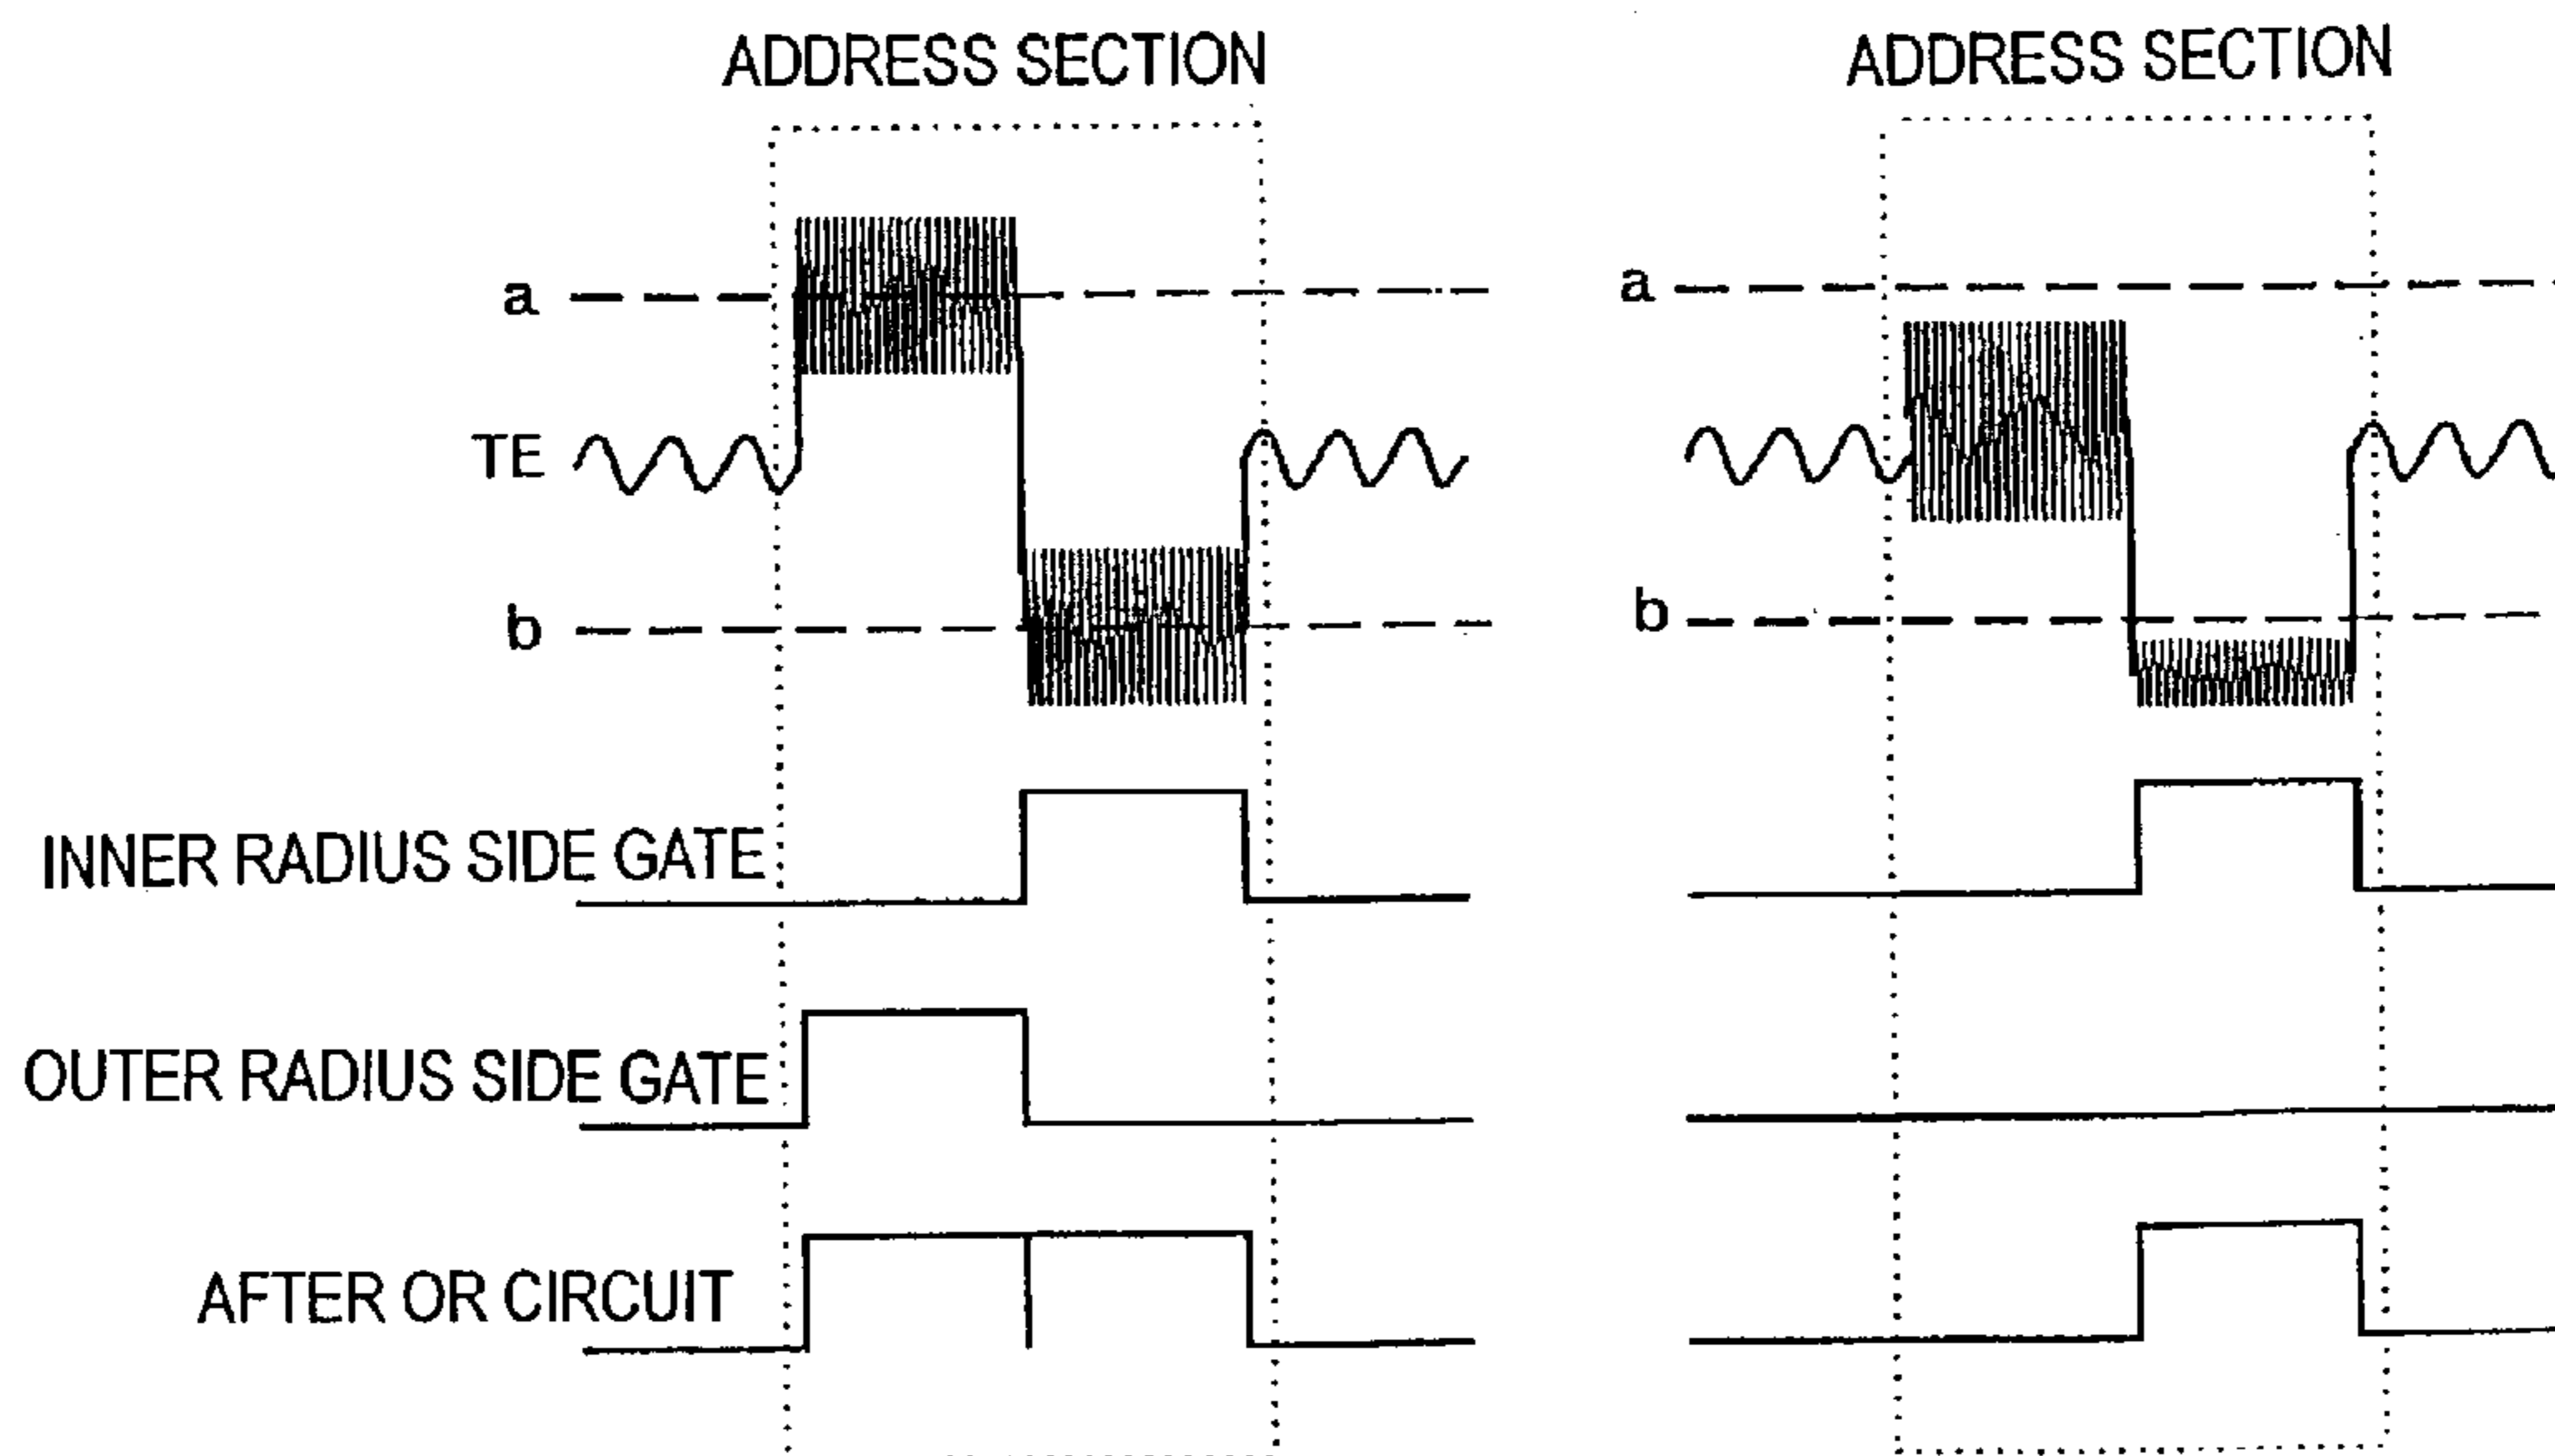 ADDRESS SECTION
ADDRESS SECTION
a
a
TE
b
b
INNER RADIUS SIDE GATE
OUTER RADIUS SIDE GATE
AFTER OR CIRCUIT